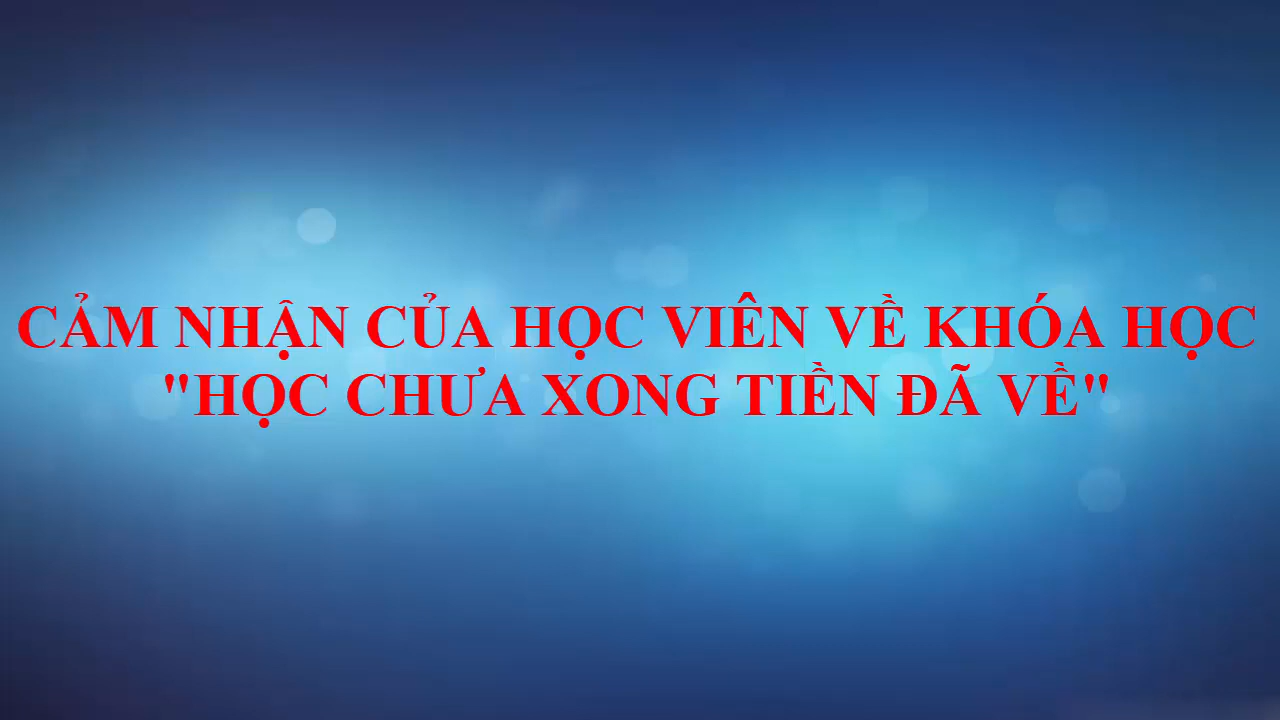 CẢM NHẬN CỦA HỌC VIÊN VỀ KHÓA HỌC
"HỌC CHƯA XONG TIỀN ĐÃ VỀ"